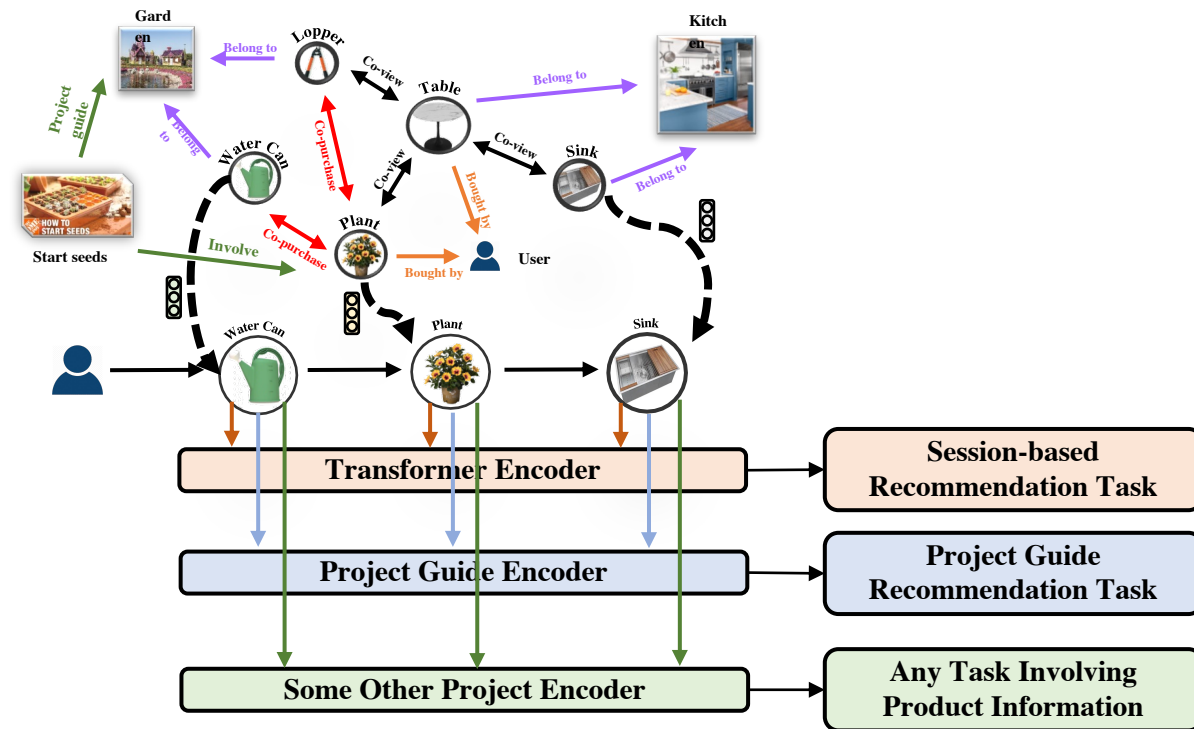 Gard
en
Lopper
Kitch
en
Belong to
Co-view
Table
Belong to
Project
guide
Belong
to
Water Can
Co-purchase
Co-view
Co-view
Sink
Belong to
HOW TO
START SEEDS
Start seeds
Involve
Co-purchase
Plant
Bought by
Bought by
User
Water Can
Plant
Sink
Transformer Encoder
Session-based
Recommendation Task
Project Guide Encoder
Project Guide
Recommendation Task
Some Other Project Encoder
Any Task Involving
Product Information